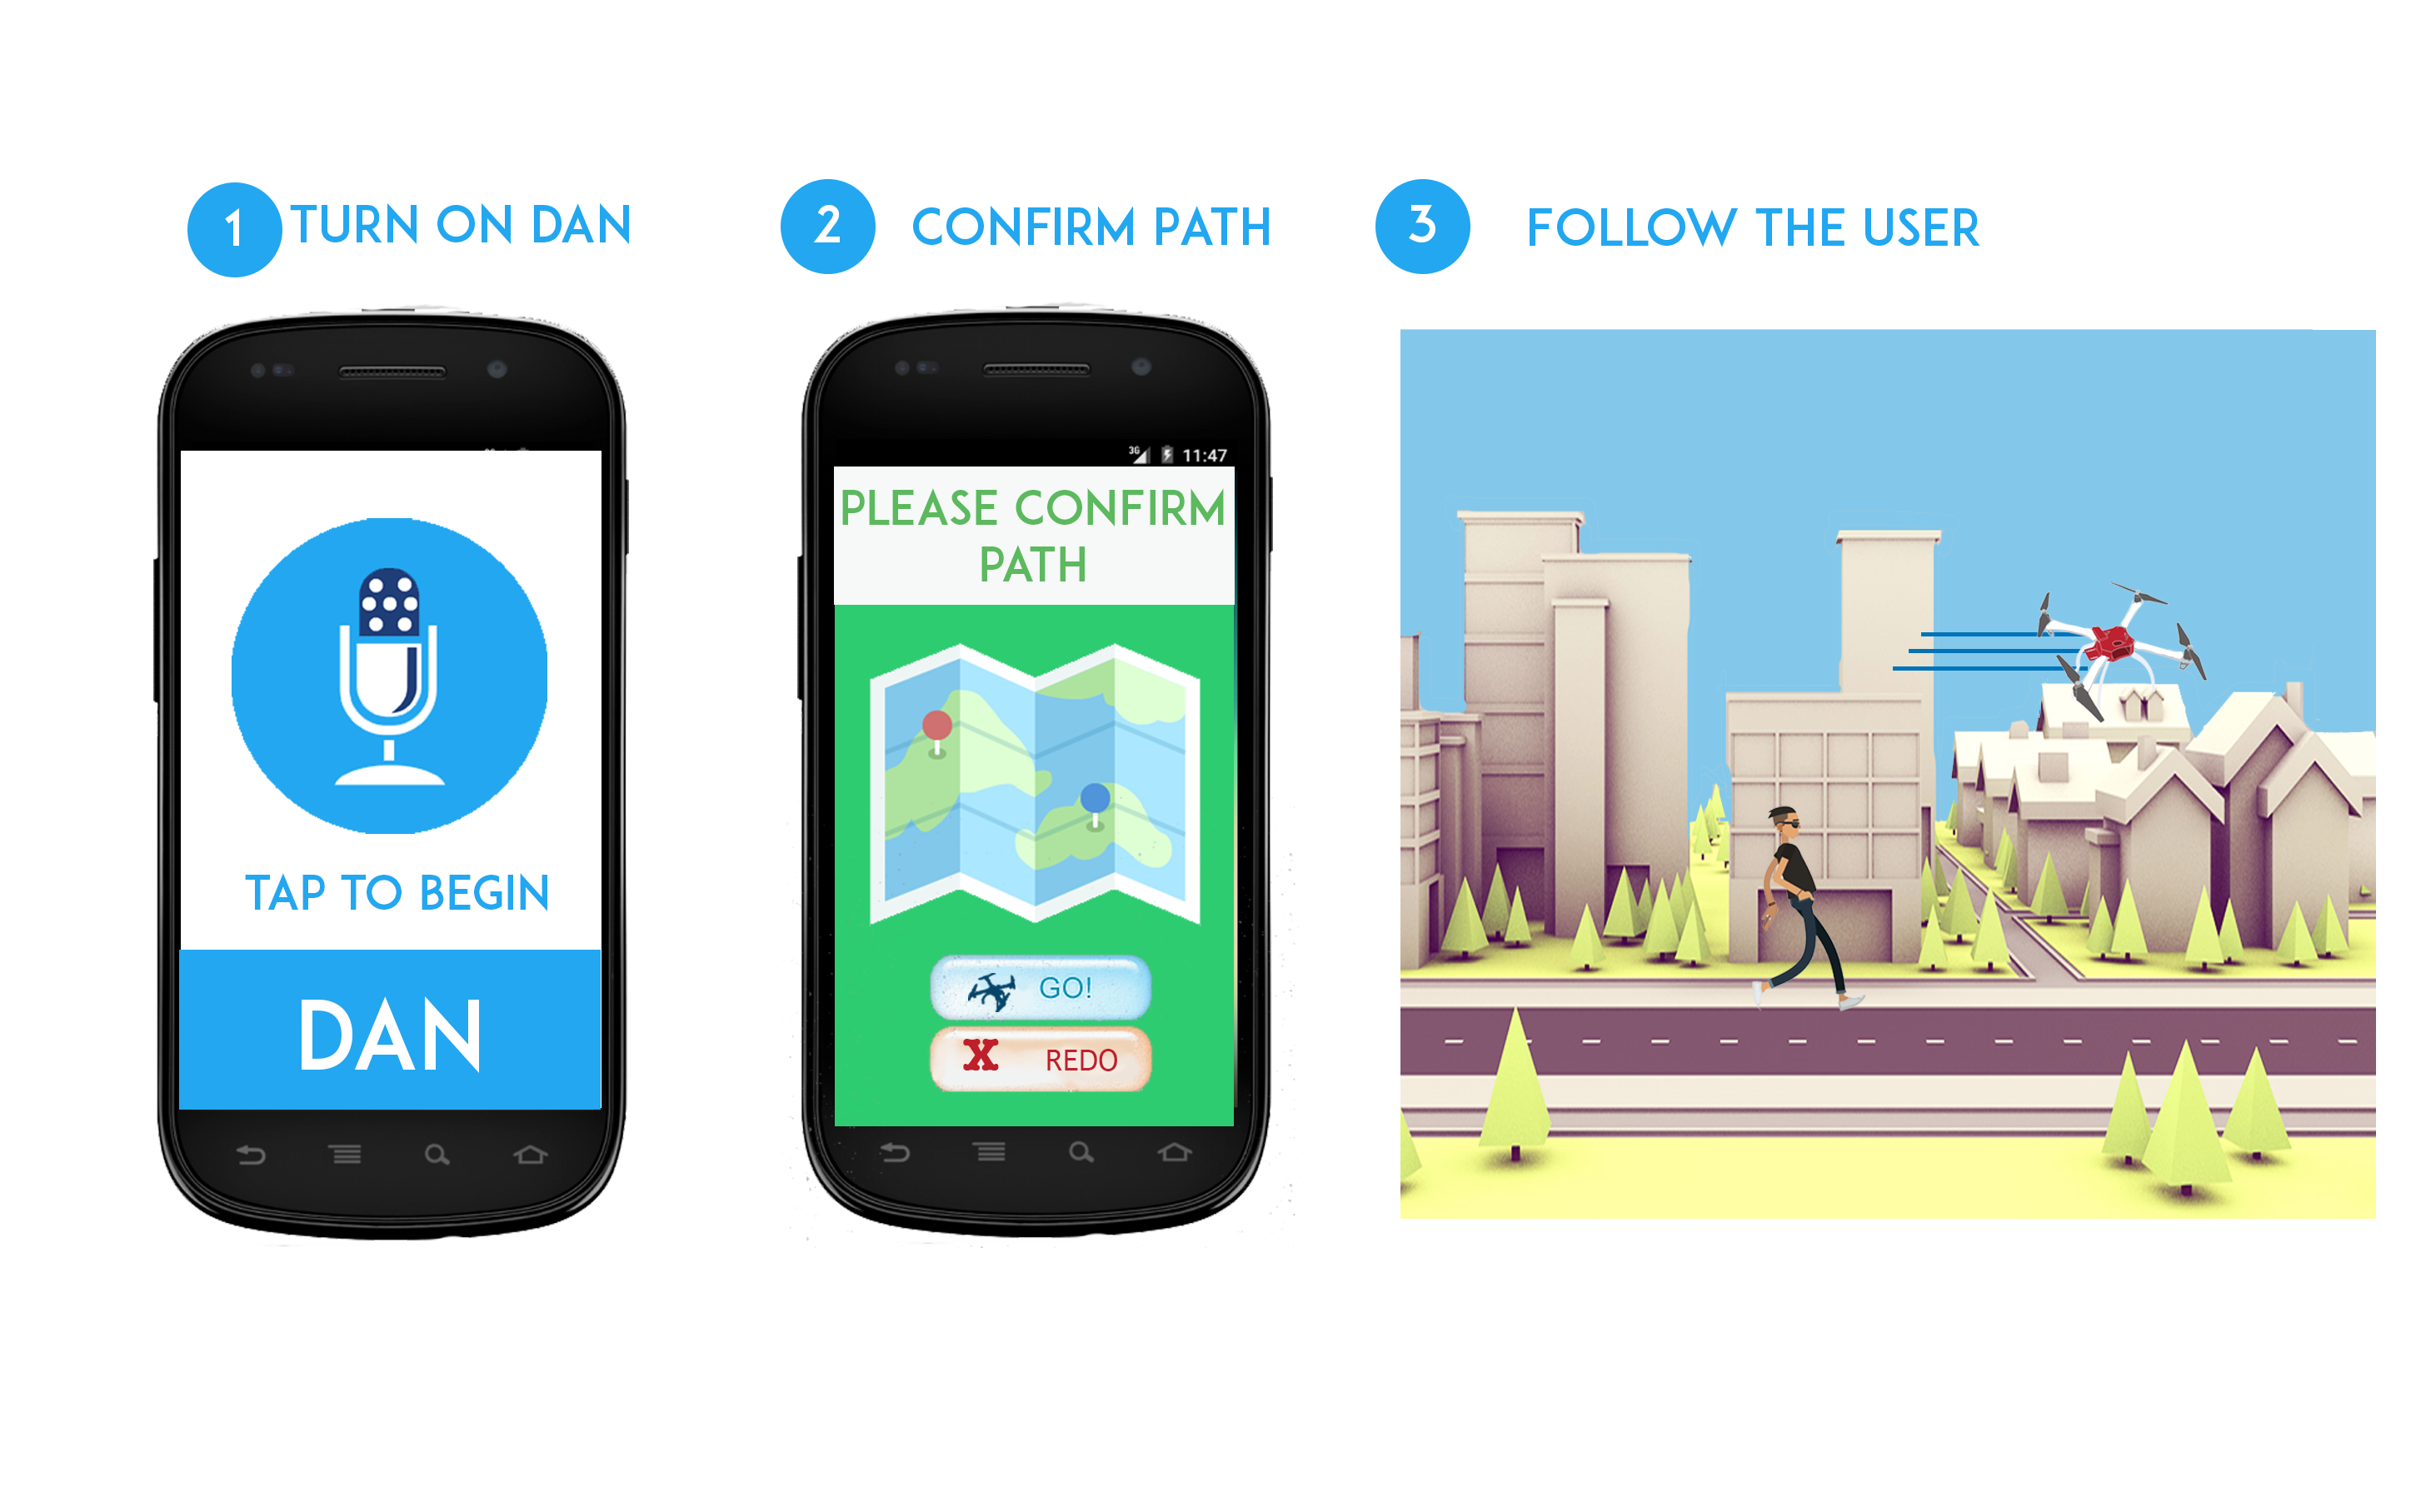 1 TURN ON DAN
TAP TO BEGIN
DAN
2 CONFIRM PATH
3G 11:47
PLEASE CONFIRM
PATH
GO!
X REDO
3 FOLLOW THE USER